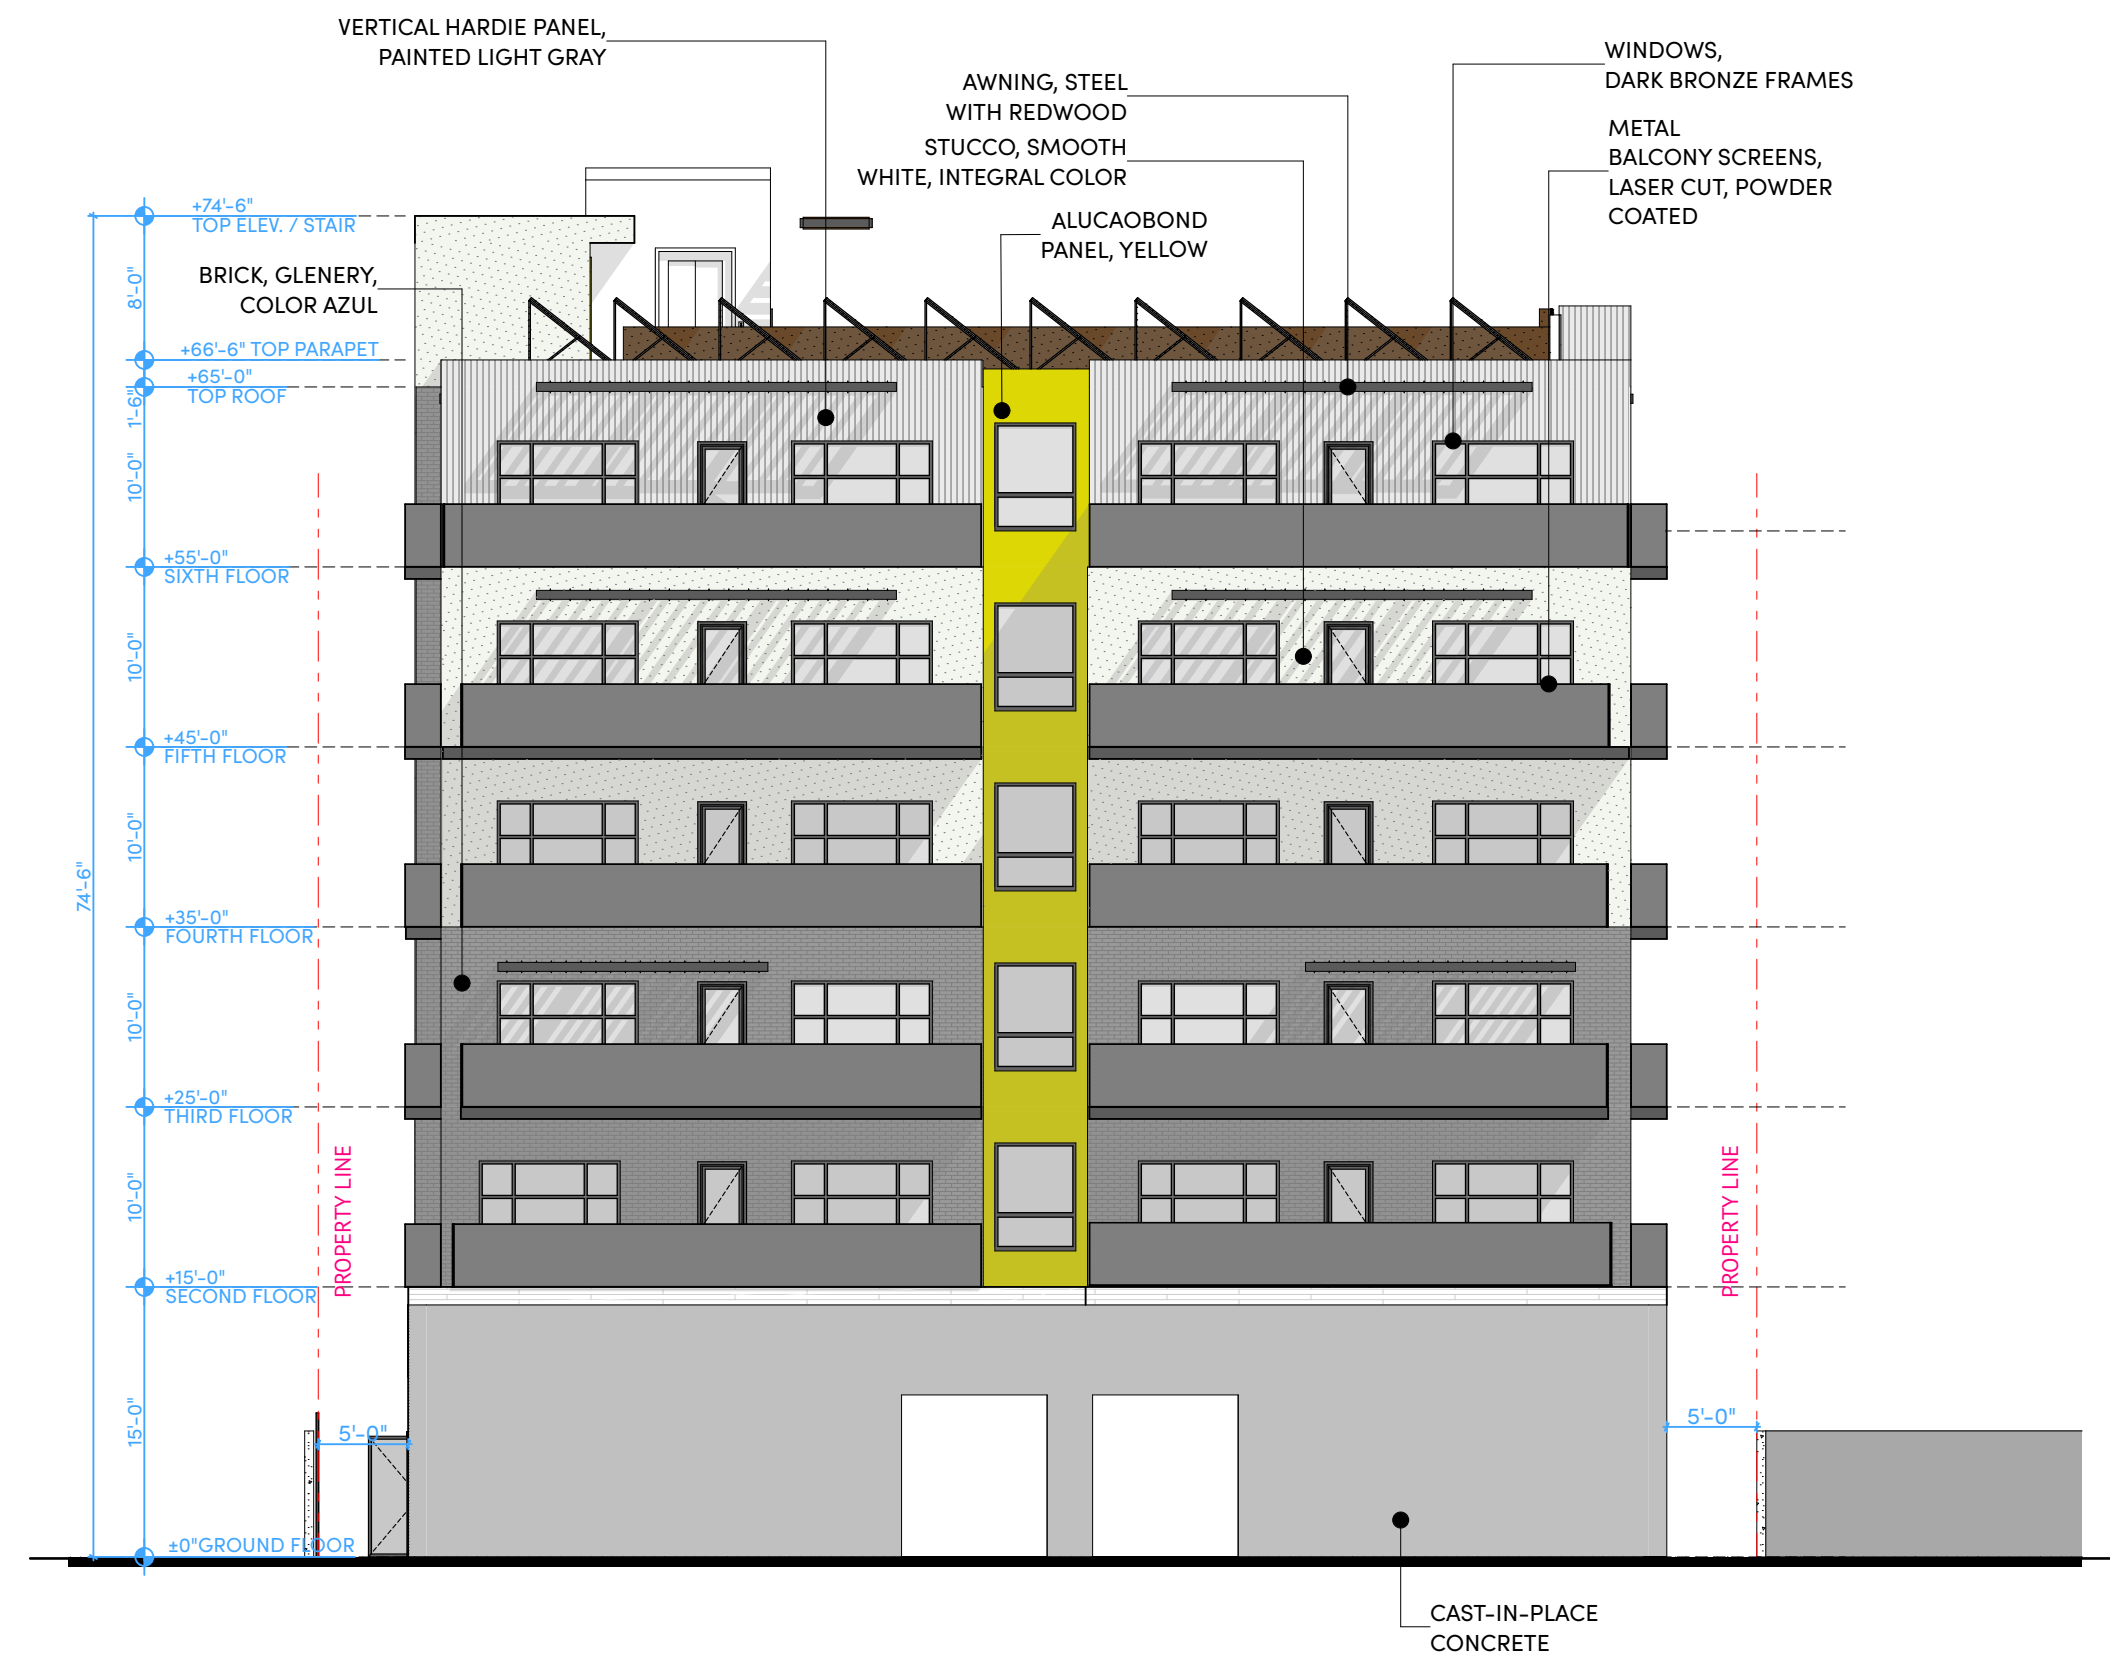 VERTICAL HARDIE PANEL,
PAINTED LIGHT GRAY
WINDOWS,
DARK BRONZE FRAMES
AWNING, STEEL
WITH REDWOOD
METAL
BALCONY SCREENS,
LASER CUT, POWDER
COATED
STUCCO, SMOOTH
WHITE, INTEGRAL COLOR
ALUCAOBOND
PANEL, YELLOW
BRICK, GLENERY,
COLOR AZUL
+74'-6"
TOP ELEV. / STAIR
8'-0"
+66'-6" TOP PARAPET
+65'-0"
TOP ROOF
1'-6"
10'-0"
+55'-0"
SIXTH FLOOR
10'-0"
+45'-0"
FIFTH FLOOR
10'-0"
74'-6"
+35'-0"
FOURTH FLOOR
10'-0"
+25'-0"
THIRD FLOOR
10'-0"
+15'-0"
SECOND FLOOR
15'-0"
±0"GROUND FLOOR
PROPERTY LINE
PROPERTY LINE
5'-0"
5'-0"
CAST-IN-PLACE
CONCRETE